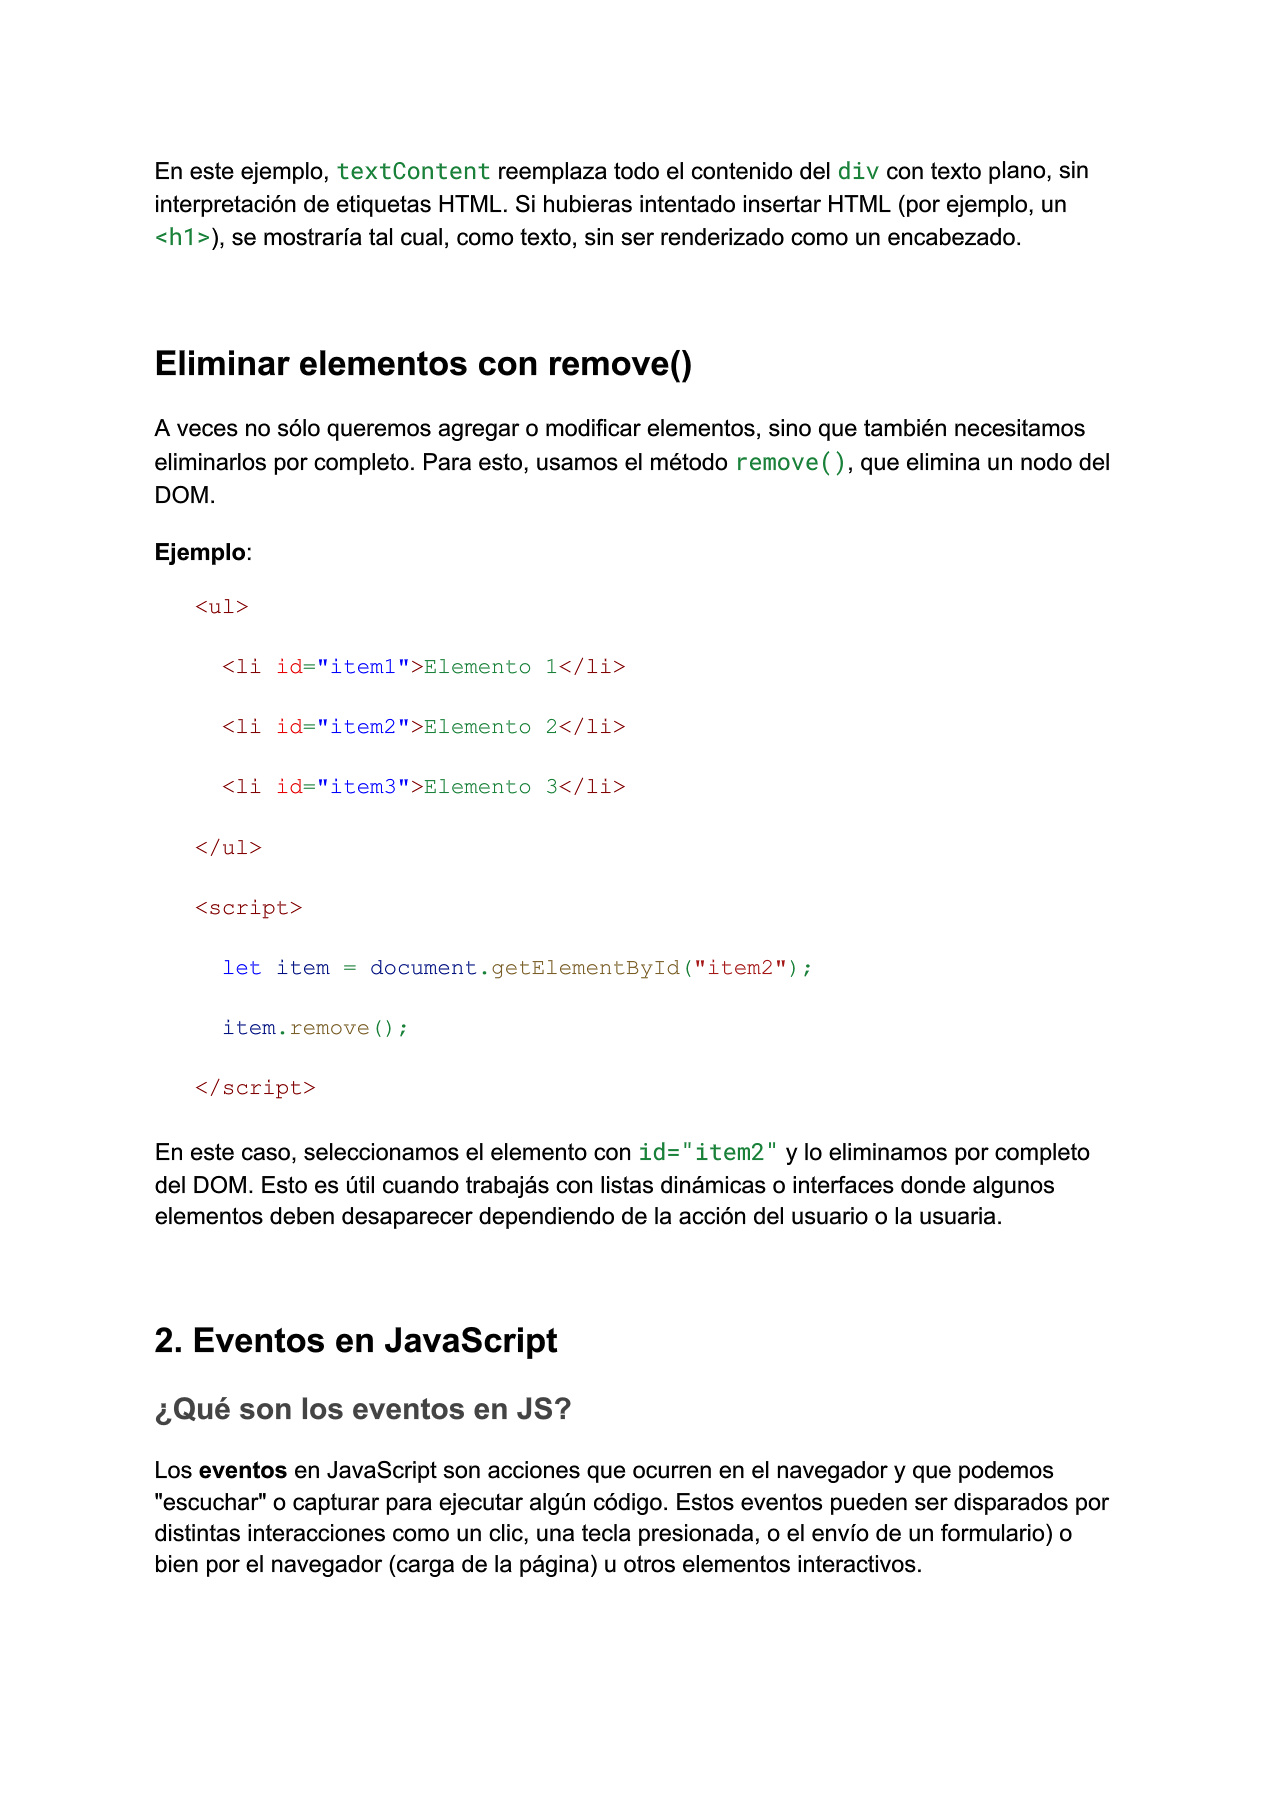 En este ejemplo, textContent reemplaza todo el contenido del div con texto plano, sin
interpretación de etiquetas HTML. Si hubieras intentado insertar HTML (por ejemplo, un
<h1>), se mostraría tal cual, como texto, sin ser renderizado como un encabezado.
Eliminar elementos con remove()
A veces no sólo queremos agregar o modificar elementos, sino que también necesitamos
eliminarlos por completo. Para esto, usamos el método remove(), que elimina un nodo del
DOM.
Ejemplo:
<ul>
<li id="item1">Elemento 1</li>
<li id="item2">Elemento 2</li>
<li id="item3">Elemento 3</li>
</ul>
<script>
let item = document.getElementById("item2");
item.remove();
</script>
En este caso, seleccionamos el elemento con id="item2" y lo eliminamos por completo
del DOM. Esto es útil cuando trabajás con listas dinámicas o interfaces donde algunos
elementos deben desaparecer dependiendo de la acción del usuario o la usuaria.
2. Eventos en JavaScript
¿Qué son los eventos en JS?
Los eventos en JavaScript son acciones que ocurren en el navegador y que podemos
"escuchar" o capturar para ejecutar algún código. Estos eventos pueden ser disparados por
distintas interacciones como un clic, una tecla presionada, o el envío de un formulario) o
bien por el navegador (carga de la página) u otros elementos interactivos.